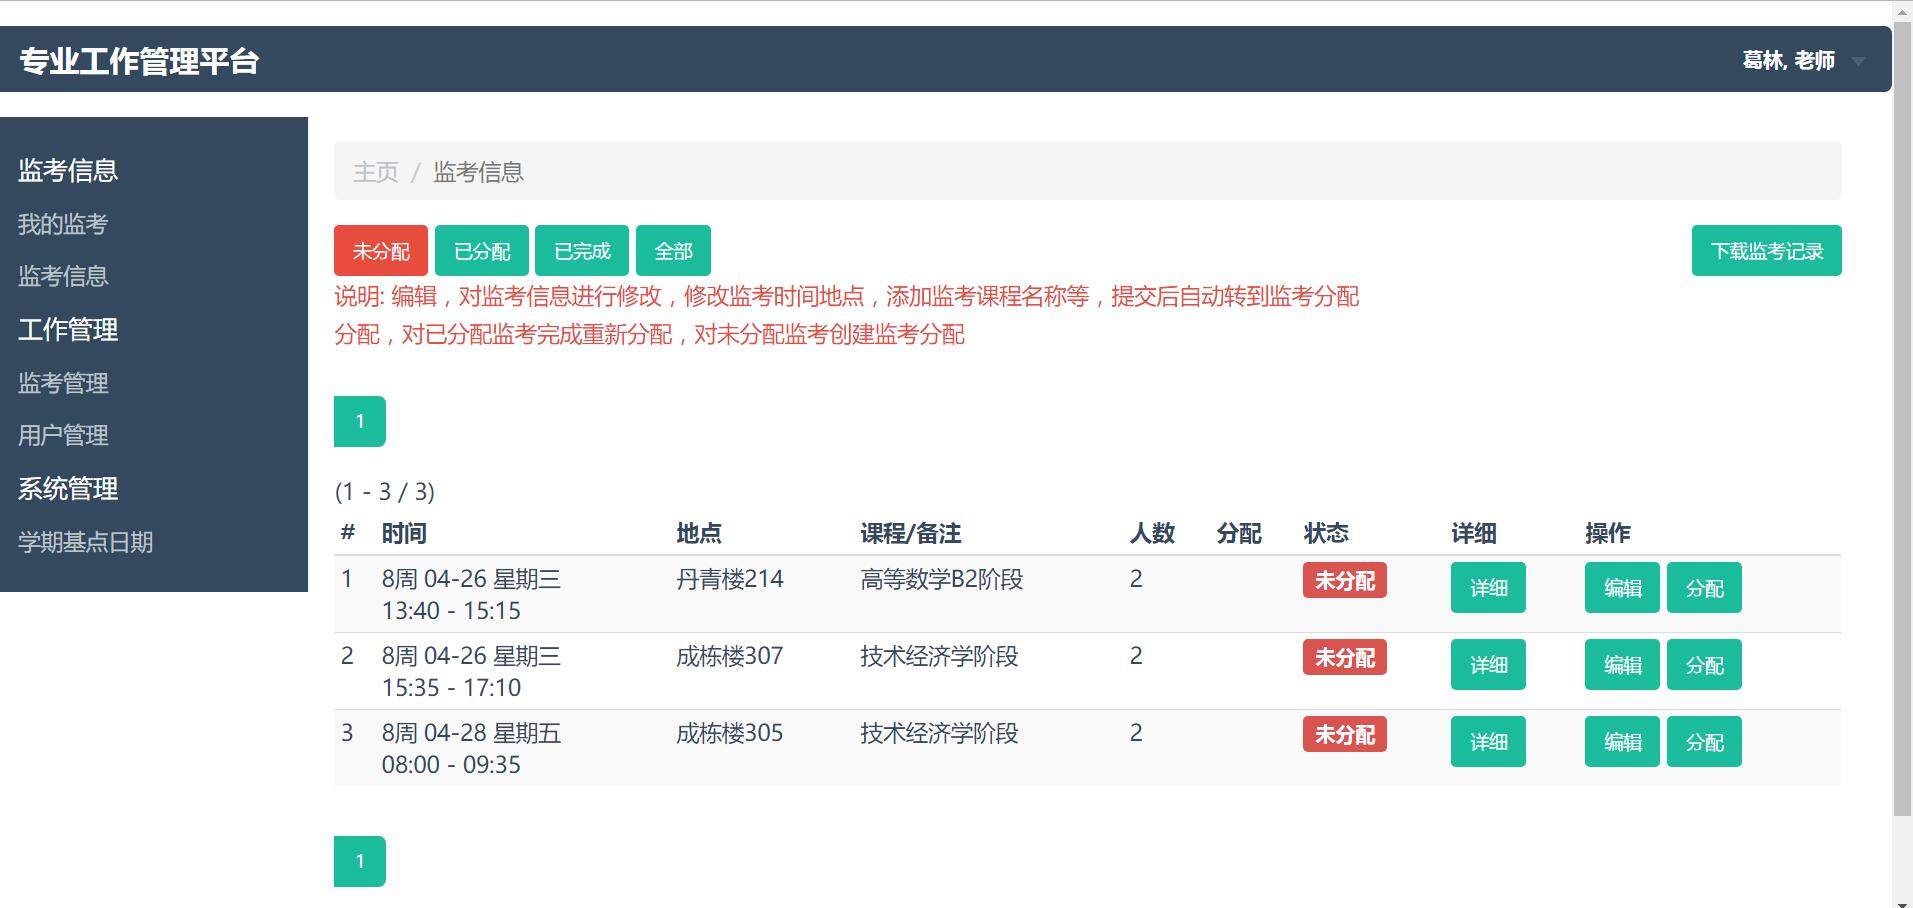 专业工作管理平台
葛林, 老师
监考信息
我的监考
监考信息
工作管理
监考管理
用户管理
系统管理
学期基点日期
主页 / 监考信息
未分配 已分配 已完成 全部 下载监考记录
说明: 编辑，对监考信息进行修改，修改监考时间地点，添加监考课程名称等，提交后自动转到监考分配
分配，对已分配监考完成重新分配，对未分配监考创建监考分配
1
(1 - 3 / 3)
# 时间 地点 课程/备注 人数 分配 状态 详细 操作
1 8周 04-26 星期三 丹青楼214 高等数学B2阶段 2 未分配 详细 编辑 分配
13:40 - 15:15
2 8周 04-26 星期三 成栋楼307 技术经济学阶段 2 未分配 详细 编辑 分配
15:35 - 17:10
3 8周 04-28 星期五 成栋楼305 技术经济学阶段 2 未分配 详细 编辑 分配
08:00 - 09:35
1